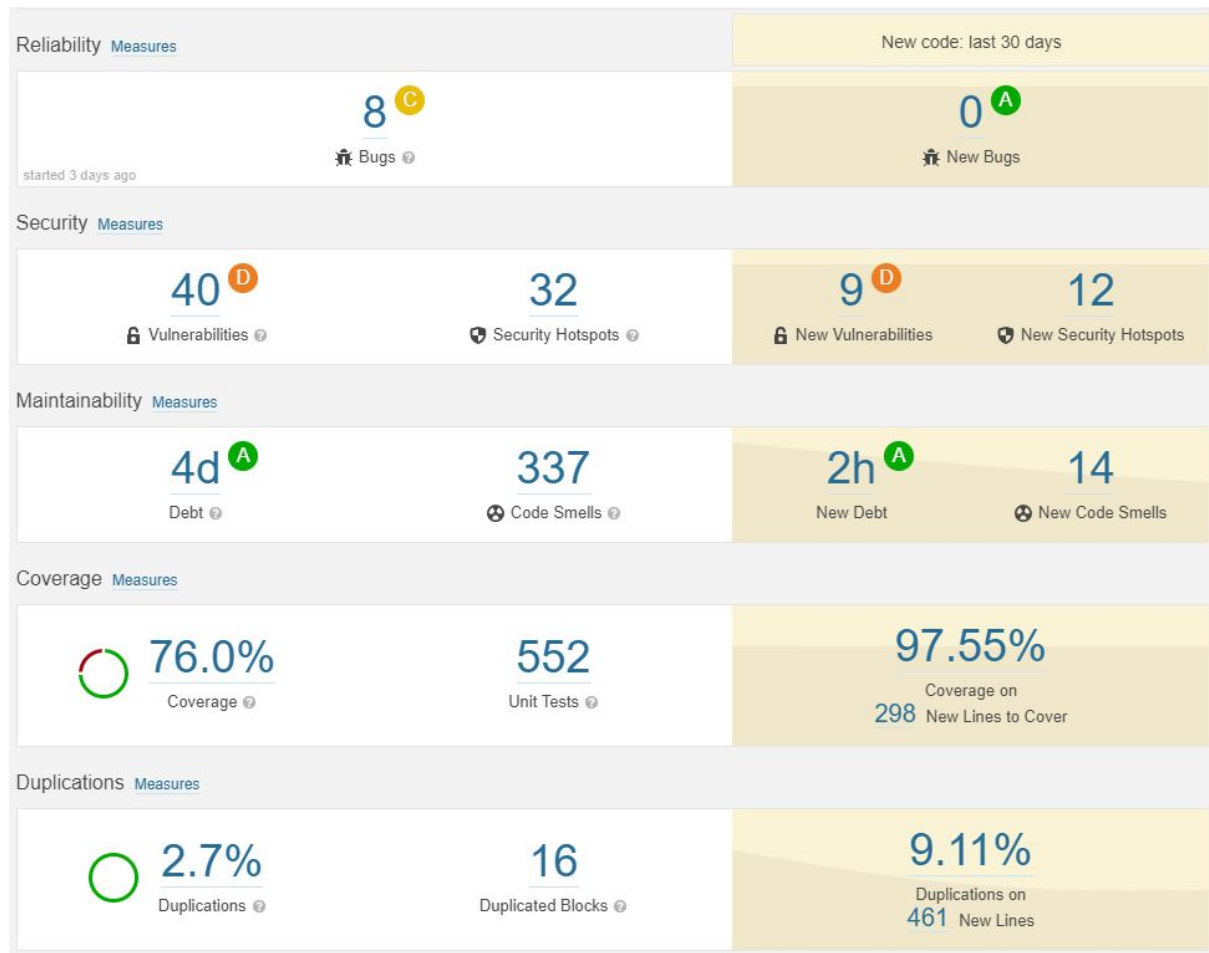 Reliability Measures
New code: last 30 days
8 C
Bugs ?
started 3 days ago
0 A
New Bugs
Security Measures
40 D
Vulnerabilities ?
32
Security Hotspots ?
9 D
New Vulnerabilities
12
New Security Hotspots
Maintainability Measures
4d A
Debt ?
337
Code Smells ?
2h A
New Debt
14
New Code Smells
Coverage Measures
76.0%
Coverage ?
552
Unit Tests ?
97.55%
Coverage on
298 New Lines to Cover
Duplications Measures
2.7%
Duplications ?
16
Duplicated Blocks ?
9.11%
Duplications on
461 New Lines